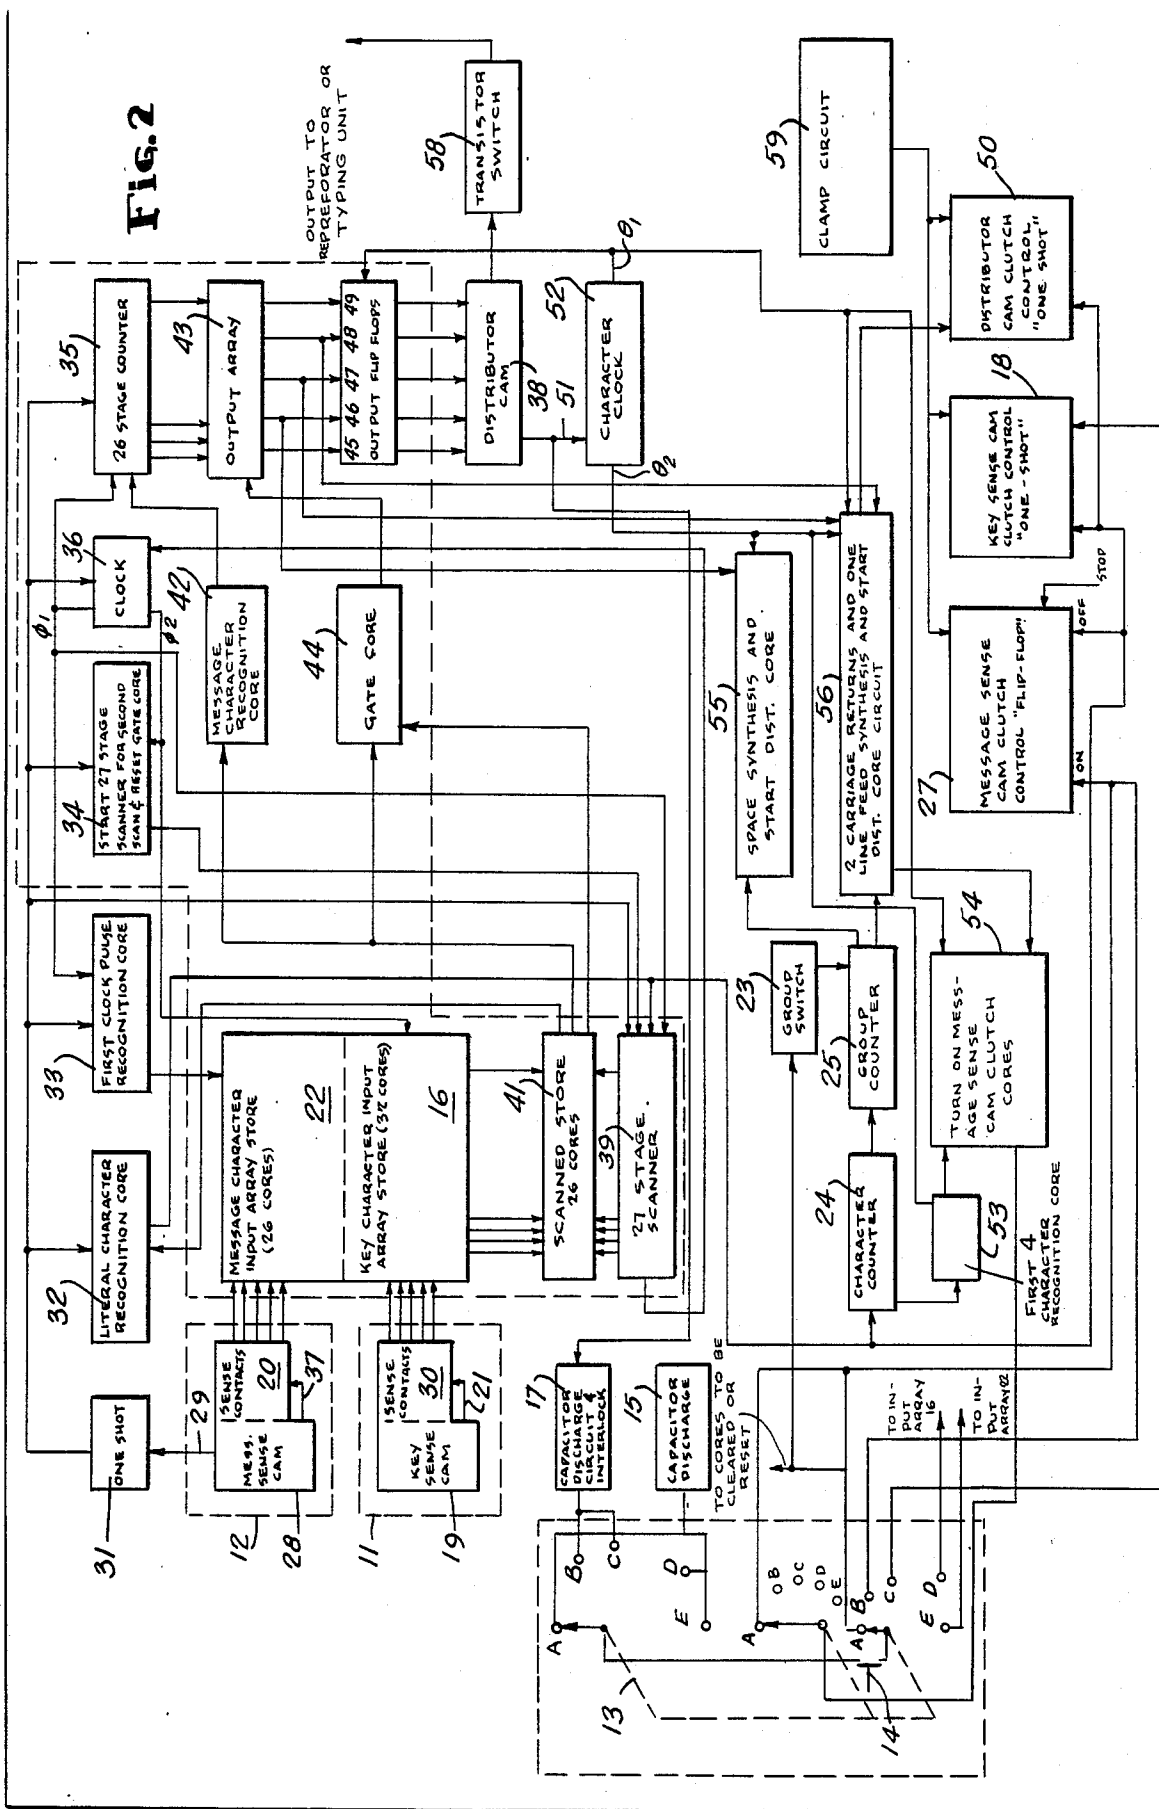 Fig. 2
31
ONE SHOT
29
32
LITERAL CHARACTER
RECOGNITION CORE
33
FIRST CLOCK PULSE
RECOGNITION CORE
34
START 27 STAGE
SCANNER FOR SECOND
SCAN & RESET GATE CORE
φ1
36
CLOCK
φ2
35
26 STAGE COUNTER
12
28
MESS.
SENSE
CAM
SENSE
CONTACTS
20
37
11
19
KEY
SENSE
CAM
SENSE
CONTACTS
30
21
MESSAGE CHARACTER
INPUT ARRAY STORE
(26 CORES)
22
KEY CHARACTER INPUT
ARRAY STORE (32 CORES)
16
42
MESSAGE
CHARACTER
RECOGNITION
CORE
43
OUTPUT ARRAY
44
GATE CORE
45 46 47 48 49
OUTPUT FLIP FLOPS
OUTPUT TO
REPREFORATOR OR
TYPING UNIT
41
SCANNED STORE
26 CORES
39
27 STAGE
SCANNER
DISTRIBUTOR
CAM
38
51
58
TRANSISTOR
SWITCH
52
CHARACTER
CLOCK
θ1
θ2
17
CAPACITOR
DISCHARGE
CIRCUIT &
INTERLOCK
15
CAPACITOR
DISCHARGE
TO CORES TO BE
CLEARED OR
RESET
23
GROUP
SWITCH
55
SPACE SYNTHESIS AND
START DIST. CORE
24
CHARACTER
COUNTER
25
GROUP
COUNTER
56
2 CARRIAGE RETURNS AND ONE
LINE FEED SYNTHESIS AND START
DIST. CORE CIRCUIT
59
CLAMP CIRCUIT
53
FIRST 4
CHARACTER
RECOGNITION CORE
54
TURN ON MESS-
AGE SENSE
CAM CLUTCH
CORES
27
MESSAGE SENSE
CAM CLUTCH
CONTROL "FLIP-FLOP"
ON
OFF
STOP
18
KEY SENSE CAM
CLUTCH CONTROL
"ONE-SHOT"
50
DISTRIBUTOR
CAM CLUTCH
CONTROL
"ONE SHOT"
13
14
A
B
C
D
E
A
B
C
D
E
A
B
C
D
E
TO IN-
PUT
ARRAY
16
TO IN-
PUT
ARRAY 22